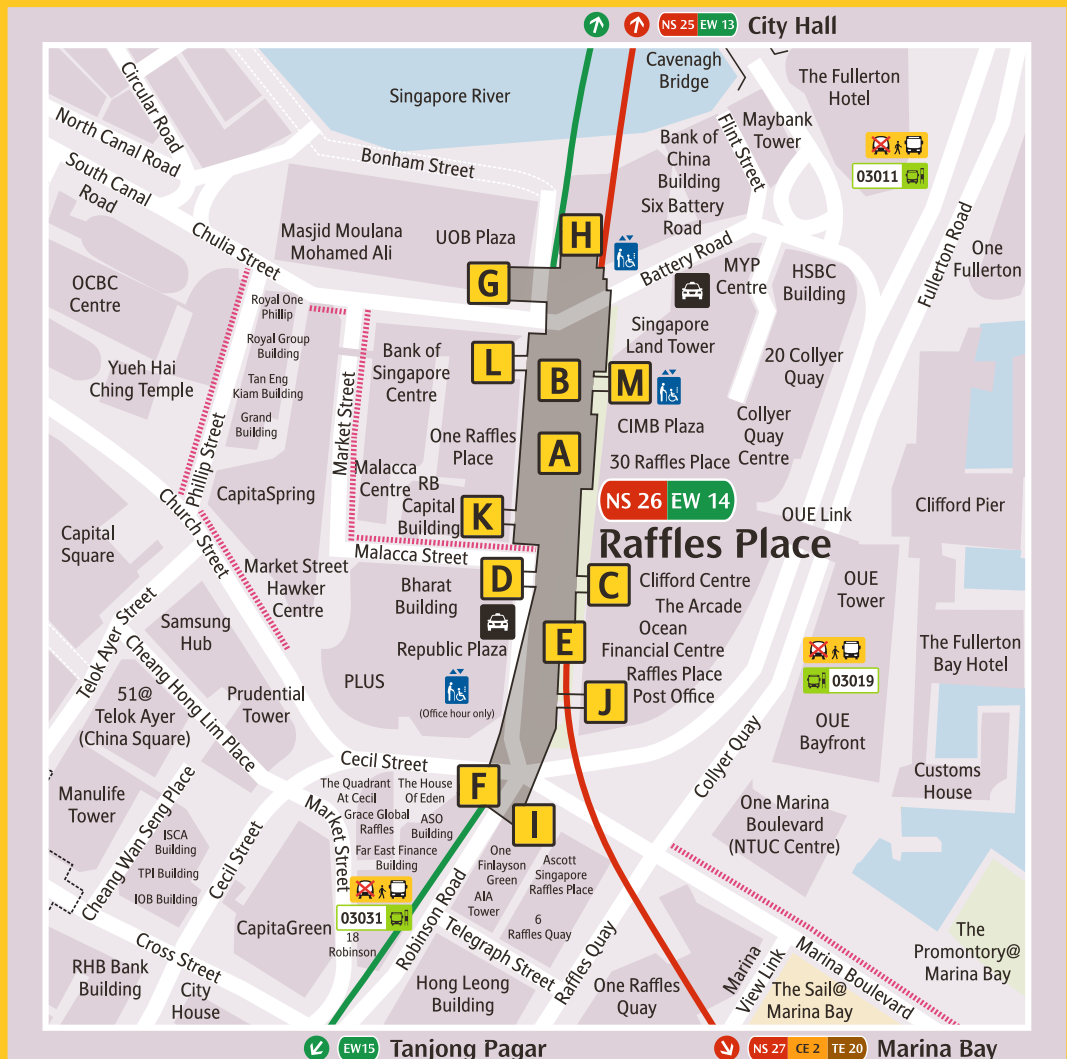 NS 25 EW 13 City Hall
Cavenagh
Bridge
The Fullerton
Hotel
Singapore River
Circular Road
North Canal Road
South Canal
Road
Bonham Street
Flint Street
Maybank
Tower
Bank of
China
Building
Six Battery
Road
03011
Chulia Street
Masjid Moulana
Mohamed Ali
UOB Plaza
H
Battery Road
Fullerton Road
One
Fullerton
G
MYP
Centre
HSBC
Building
OCBC
Centre
Royal One
Phillip
Royal Group
Building
Tan Eng
Kiam Building
Grand
Building
Yueh Hai
Ching Temple
Bank of
Singapore
Centre
L
B
M
Singapore
Land Tower
20 Collyer
Quay
CIMB Plaza
Collyer
Quay
Centre
Phillip Street
Market Street
One Raffles
Place
A
30 Raffles Place
CapitaSpring
Malacca
Centre
RB
Capital
Building
K
NS 26 EW 14
Raffles Place
OUE Link
Clifford Pier
Church Street
Capital
Square
Malacca Street
Market Street
Hawker
Centre
Bharat
Building
D
C
Clifford Centre
The Arcade
Ocean
Financial Centre
Raffles Place
Post Office
OUE
Tower
Telok Ayer Street
Samsung
Hub
Republic Plaza
E
The Fullerton
Bay Hotel
03019
Cheang Hong Lim Place
51@
Telok Ayer
(China Square)
Prudential
Tower
PLUS
(Office hour only)
J
OUE
Bayfront
Collyer Quay
Cecil Street
F
I
The Quadrant
At Cecil
The House
Of Eden
Grace Global
Raffles
ASO
Building
Far East Finance
Building
Customs
House
Manulife
Tower
Cheang Wan Seng Place
ISCA
Building
TPI Building
IOB Building
Cecil Street
Market Street
One Marina
Boulevard
(NTUC Centre)
One
Finlayson
Green
Ascott
Singapore
Raffles Place
AIA
Tower
6
Raffles Quay
03031
CapitaGreen
18
Robinson
Robinson Road
Telegraph Street
Raffles Quay
Cross Street
RHB Bank
Building
City
House
Hong Leong
Building
One Raffles
Quay
Marina
View Link
Marina Boulevard
The Sail@
Marina Bay
The
Promontory@
Marina Bay
EW15 Tanjong Pagar
NS 27 CE 2 TE 20 Marina Bay